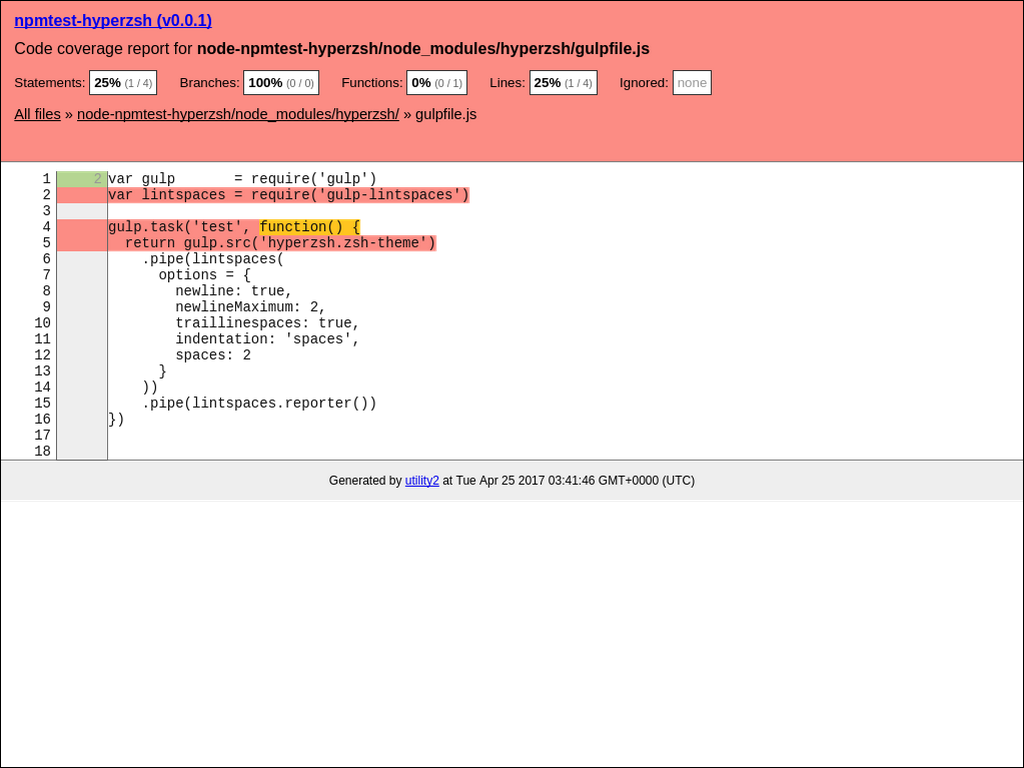 npmtest-hyperzsh (v0.0.1)
Code coverage report for node-npmtest-hyperzsh/node_modules/hyperzsh/gulpfile.js
Statements: 25% (1 / 4) Branches: 100% (0 / 0) Functions: 0% (0 / 1) Lines: 25% (1 / 4) Ignored: none
All files » node-npmtest-hyperzsh/node_modules/hyperzsh/ » gulpfile.js
1 2 var gulp       = require('gulp')
2 var lintspaces = require('gulp-lintspaces')
3
4 gulp.task('test', function() {
5   return gulp.src('hyperzsh.zsh-theme')
6     .pipe(lintspaces(
7       options = {
8         newline: true,
9         newlineMaximum: 2,
10         traillinespaces: true,
11         indentation: 'spaces',
12         spaces: 2
13       }
14     ))
15     .pipe(lintspaces.reporter())
16 })
17
18
Generated by utility2 at Tue Apr 25 2017 03:41:46 GMT+0000 (UTC)